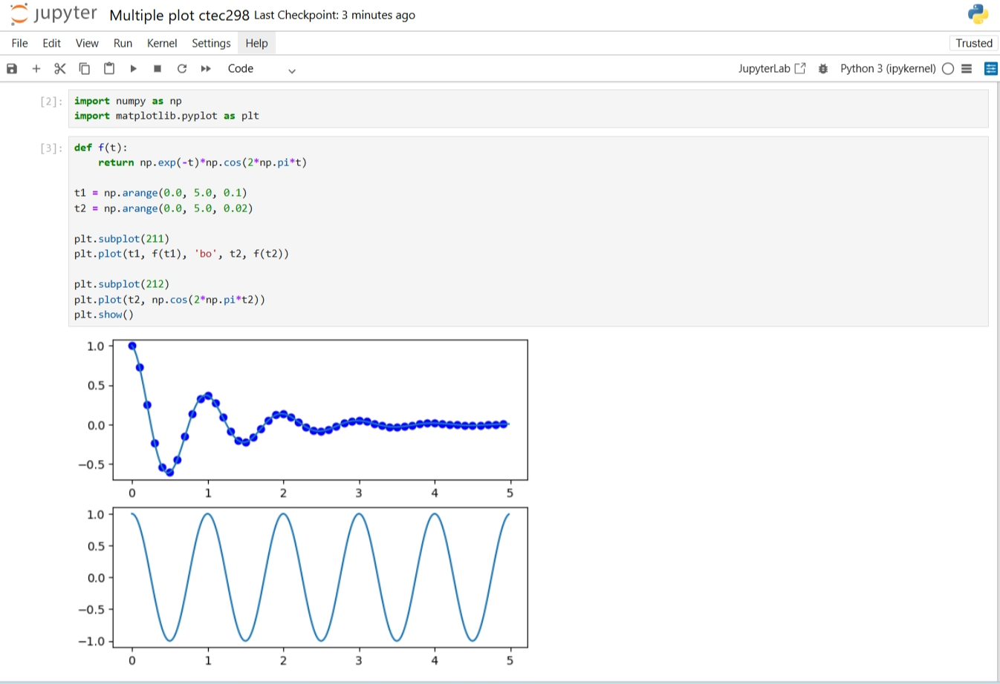 jupyter Multiple plot ctec298 Last Checkpoint: 3 minutes ago
File Edit View Run Kernel Settings Help Trusted
Code JupyterLab Python 3 (ipykernel)
[2]: import numpy as np
import matplotlib.pyplot as plt
[3]: def f(t):
    return np.exp(-t)*np.cos(2*np.pi*t)
t1 = np.arange(0.0, 5.0, 0.1)
t2 = np.arange(0.0, 5.0, 0.02)
plt.subplot(211)
plt.plot(t1, f(t1), 'bo', t2, f(t2))
plt.subplot(212)
plt.plot(t2, np.cos(2*np.pi*t2))
plt.show()
1.0
0.5
0.0
−0.5
0 1 2 3 4 5
1.0
0.5
0.0
−0.5
−1.0
0 1 2 3 4 5